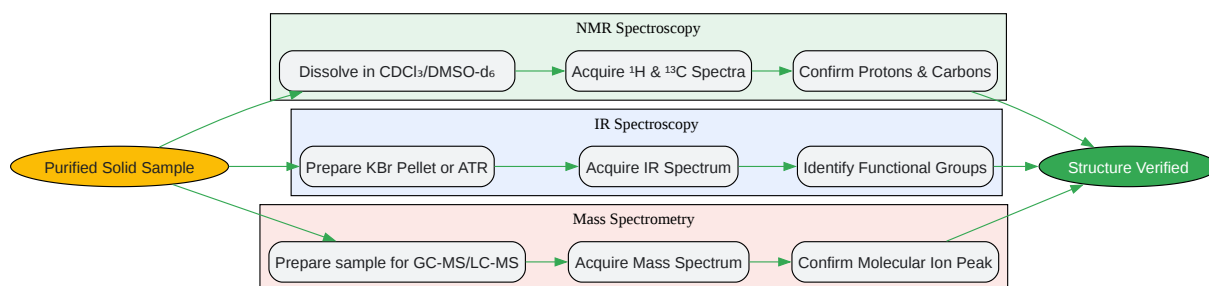 NMR Spectroscopy
Dissolve in CDCl₃/DMSO-d₆
Acquire ¹H & ¹³C Spectra
Confirm Protons & Carbons
IR Spectroscopy
Purified Solid Sample
Prepare KBr Pellet or ATR
Acquire IR Spectrum
Identify Functional Groups
Structure Verified
Mass Spectrometry
Prepare sample for GC-MS/LC-MS
Acquire Mass Spectrum
Confirm Molecular Ion Peak